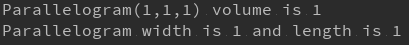 Parallelogram(1,1,1) volume is 1
Parallelogram width is 1 and length is 1